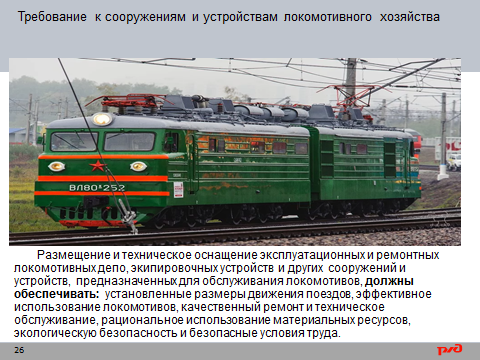 Требование к сооружениям и устройствам локомотивного хозяйства
ВЛ80к252
Размещение и техническое оснащение эксплуатационных и ремонтных
локомотивных депо, экипировочных устройств и других сооружений и
устройств, предназначенных для обслуживания локомотивов, должны
обеспечивать: установленные размеры движения поездов, эффективное
использование локомотивов, качественный ремонт и техническое
обслуживание, рациональное использование материальных ресурсов,
экологическую безопасность и безопасные условия труда.
26